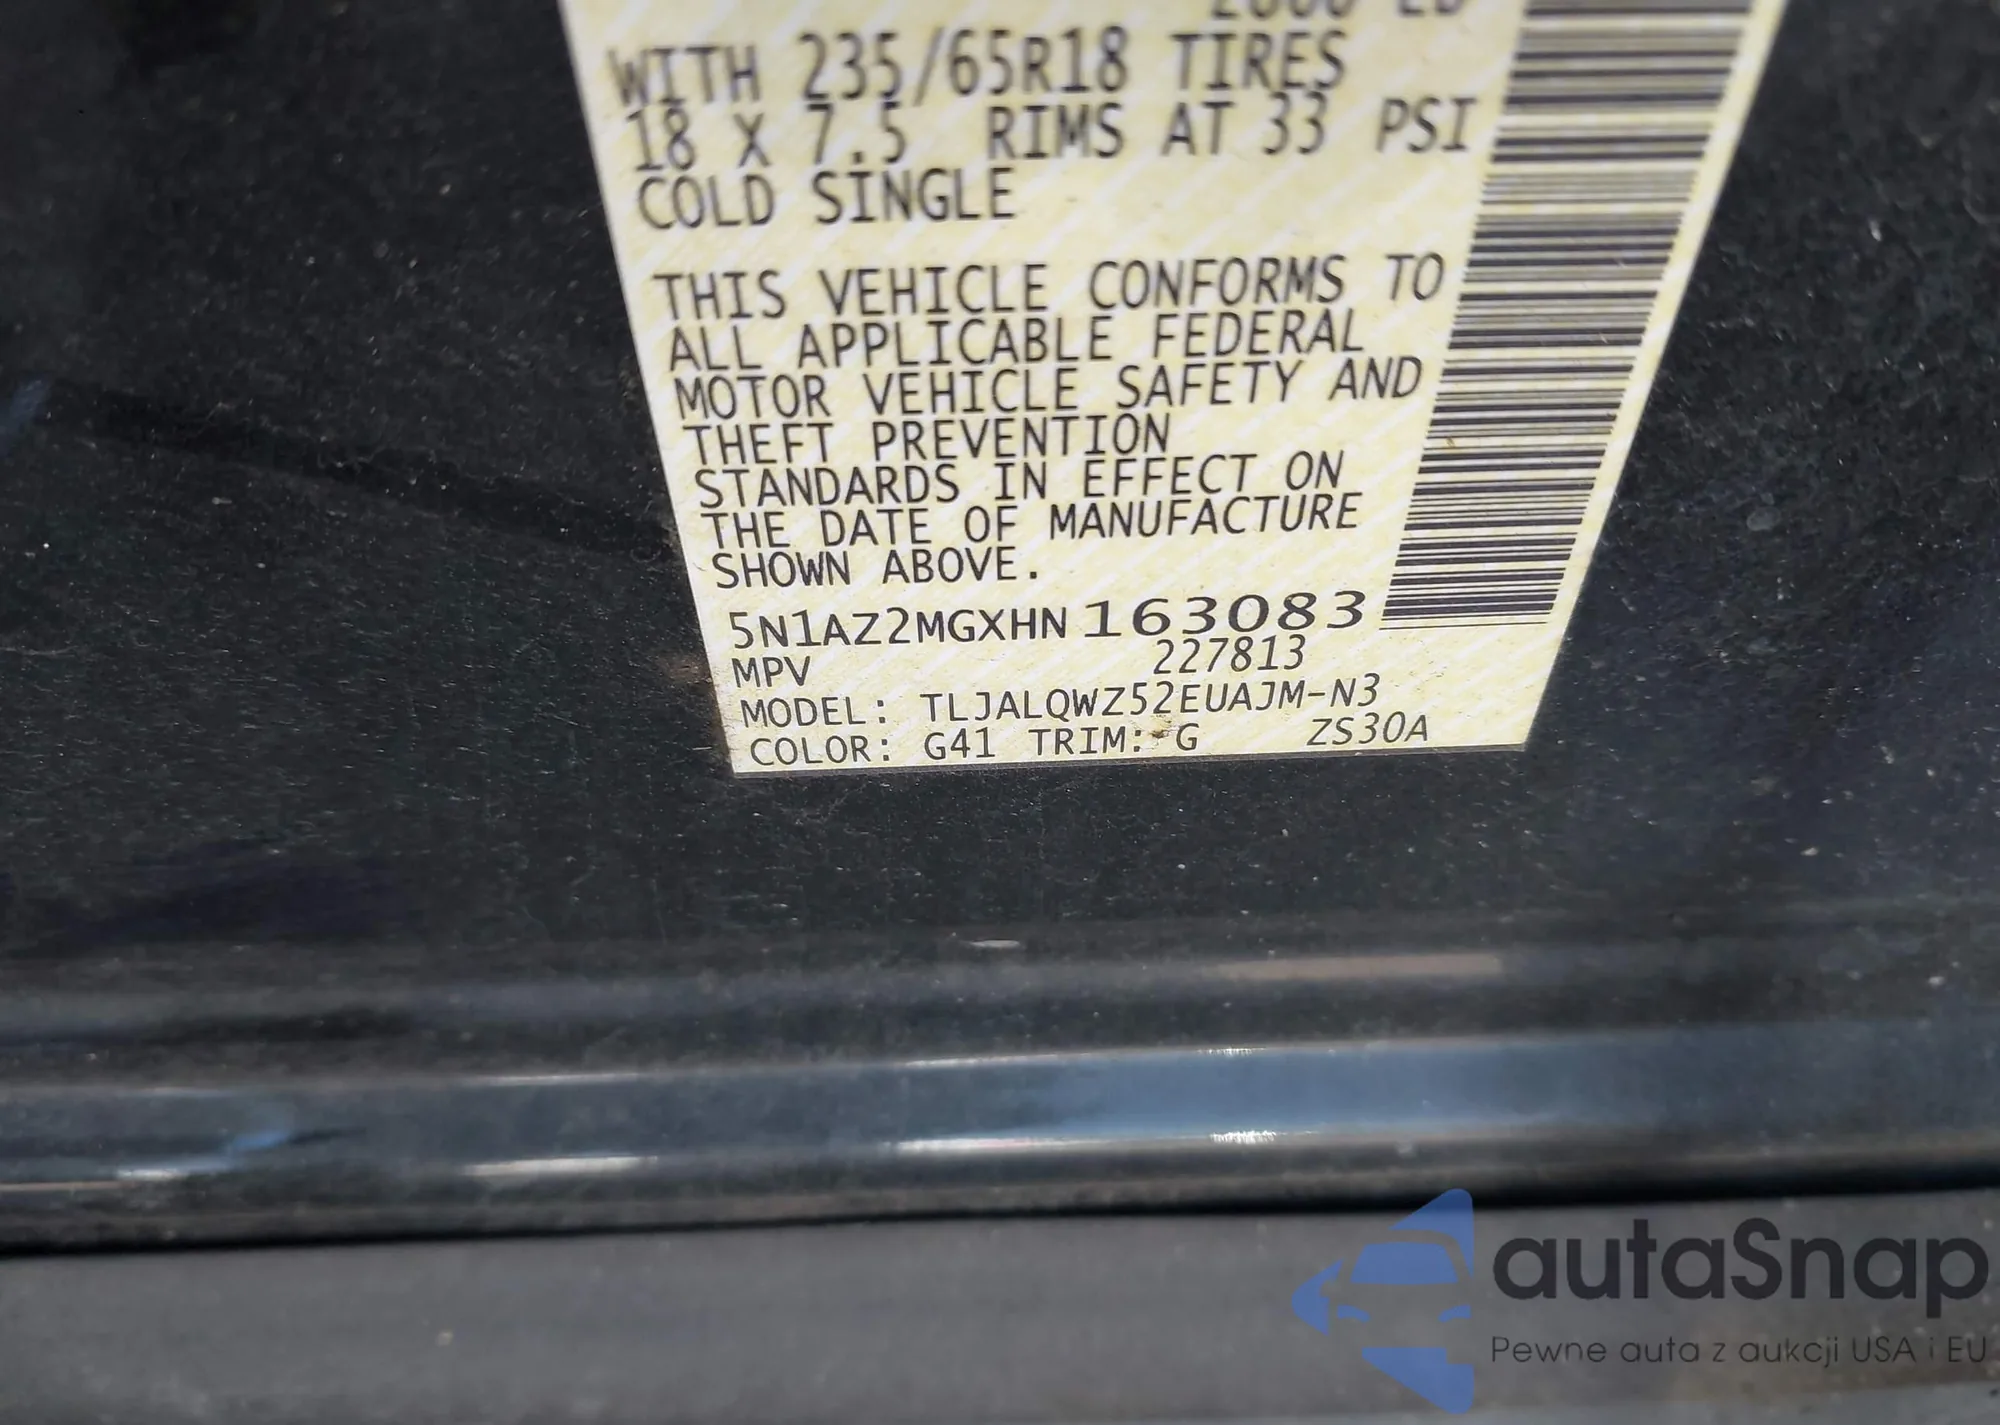 WITH 235/65R18 TIRES
18 X 7.5 RIMS AT 33 PSI
COLD SINGLE
THIS VEHICLE CONFORMS TO
ALL APPLICABLE FEDERAL
MOTOR VEHICLE SAFETY AND
THEFT PREVENTION
STANDARDS IN EFFECT ON
THE DATE OF MANUFACTURE
SHOWN ABOVE.
5N1AZ2MGXHN163083
MPV 227813
MODEL: TLJALQWZ52EUAJM-N3
COLOR: G41 TRIM: G ZS30A
autaSnap
Pewne auta z aukcji USA i EU